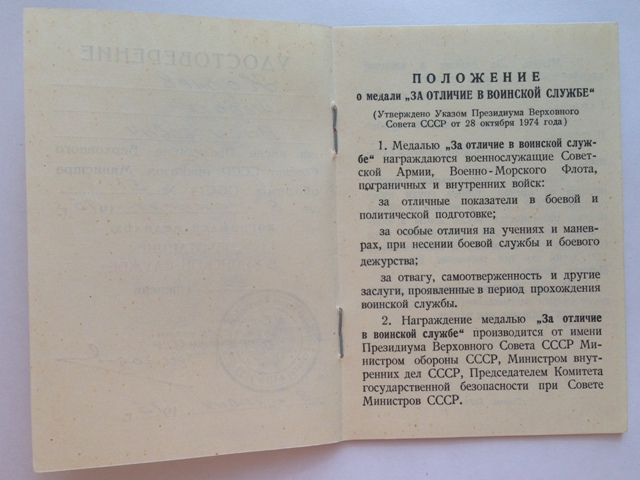 ПОЛОЖЕНИЕ
о медали „ЗА ОТЛИЧИЕ В ВОИНСКОЙ СЛУЖБЕ“
(Утверждено Указом Президиума Верховного
Совета СССР от 28 октября 1974 года)
1. Медалью „За отличие в воинской служ-
бе“ награждаются военнослужащие Совет-
ской Армии, Военно-Морского Флота,
пограничных и внутренних войск:
за отличные показатели в боевой и
политической подготовке;
за особые отличия на учениях и манев-
рах, при несении боевой службы и боевого
дежурства;
за отвагу, самоотверженность и другие
заслуги, проявленные в период прохождения
воинской службы.
2. Награждение медалью „За отличие
в воинской службе“ производится от имени
Президиума Верховного Совета СССР Ми-
нистром обороны СССР, Министром внут-
ренних дел СССР, Председателем Комитета
государственной безопасности при Совете
Министров СССР.